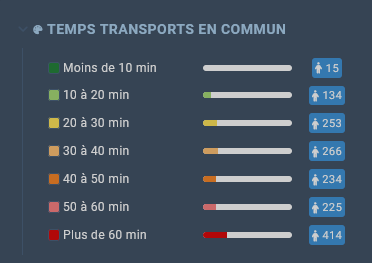 TEMPS TRANSPORTS EN COMMUN
Moins de 10 min 15
10 à 20 min 134
20 à 30 min 253
30 à 40 min 266
40 à 50 min 234
50 à 60 min 225
Plus de 60 min 414